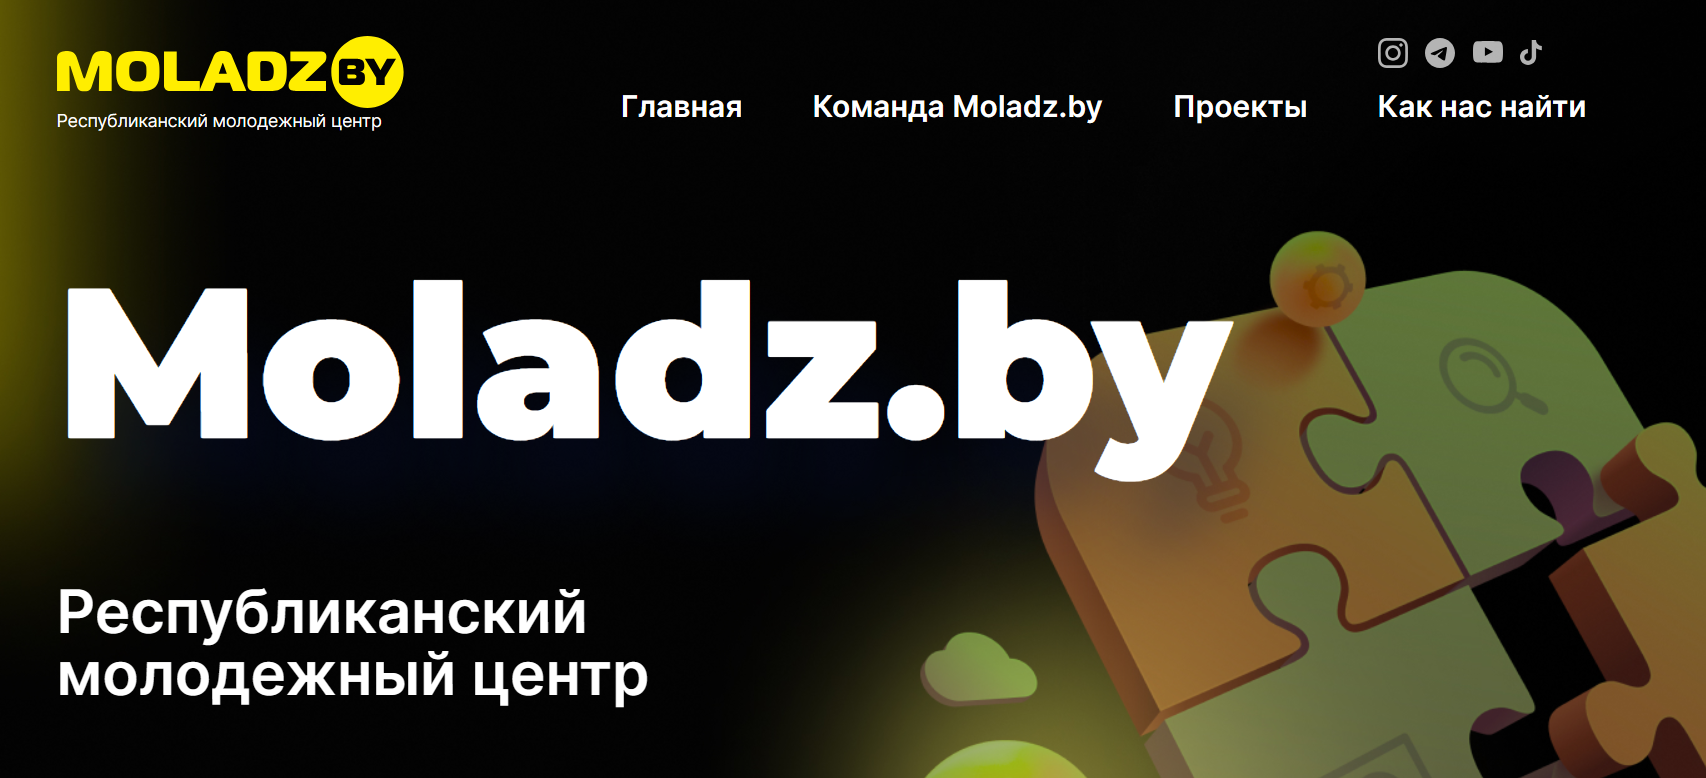 MOLADZ BY
Республиканский молодежный центр
Главная Команда Moladz.by Проекты Как нас найти
Moladz.by
Республиканский
молодежный центр